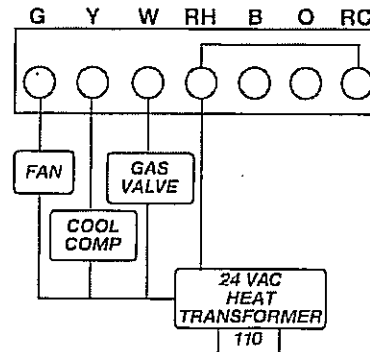 G Y W RH B O RC
FAN
GAS
VALVE
COOL
COMP
24 VAC
HEAT
TRANSFORMER
110